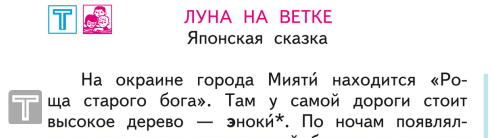 Т
ЛУНА НА ВЕТКЕ
Японская сказка
На окраине города Мияти́ находится «Ро-
Т
ща старого бога». Там у самой дороги стоит
высокое дерево — эноки́*. По ночам появлял-